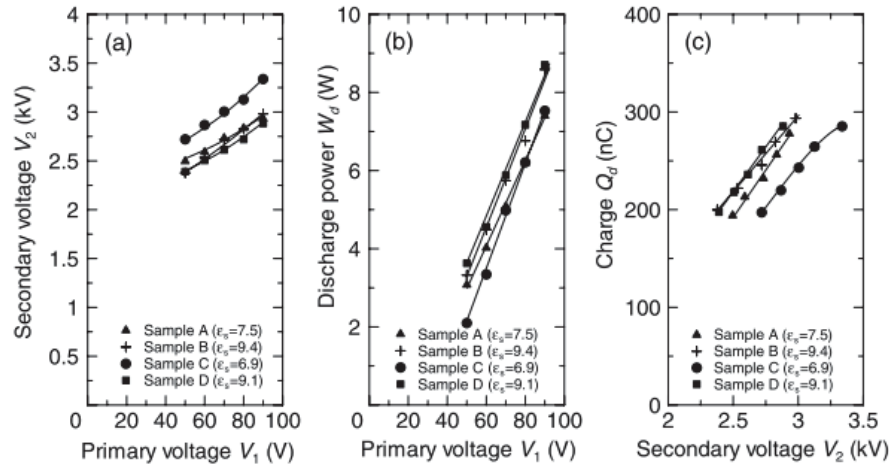 (a)
Secondary voltage V₂ (kV)
4
3.5
3
2.5
2
1.5
1
0.5
0
Sample A (εₛ=7.5)
Sample B (εₛ=9.4)
Sample C (εₛ=6.9)
Sample D (εₛ=9.1)
0 20 40 60 80 100
Primary voltage V₁ (V)
(b)
Discharge power W_d (W)
10
8
6
4
2
Sample A (εₛ=7.5)
Sample B (εₛ=9.4)
Sample C (εₛ=6.9)
Sample D (εₛ=9.1)
0 20 40 60 80 100
Primary voltage V₁ (V)
(c)
Charge Q_d (nC)
400
300
200
100
0
Sample A (εₛ=7.5)
Sample B (εₛ=9.4)
Sample C (εₛ=6.9)
Sample D (εₛ=9.1)
2 2.5 3 3.5
Secondary voltage V₂ (kV)